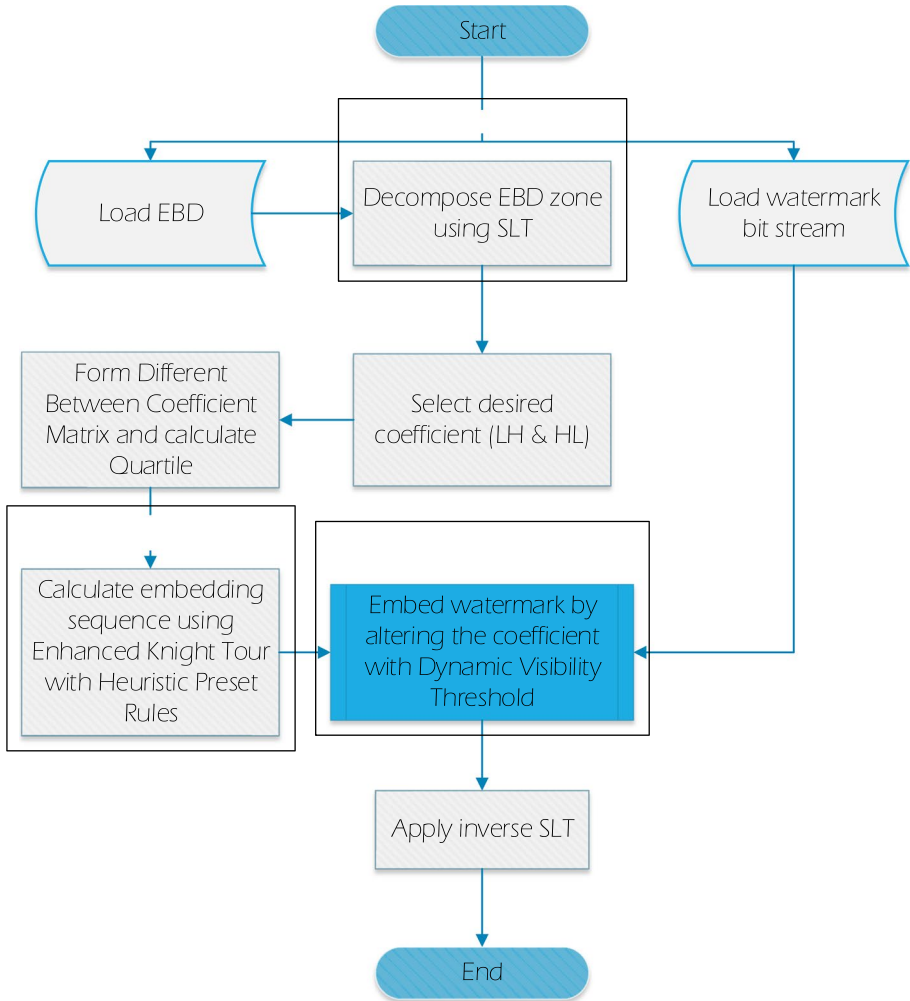 Start
Load EBD
Decompose EBD zone
using SLT
Load watermark
bit stream
Form Different
Between Coefficient
Matrix and calculate
Quartile
Select desired
coefficient (LH & HL)
Calculate embedding
sequence using
Enhanced Knight Tour
with Heuristic Preset
Rules
Embed watermark by
altering the coefficient
with Dynamic Visibility
Threshold
Apply inverse SLT
End